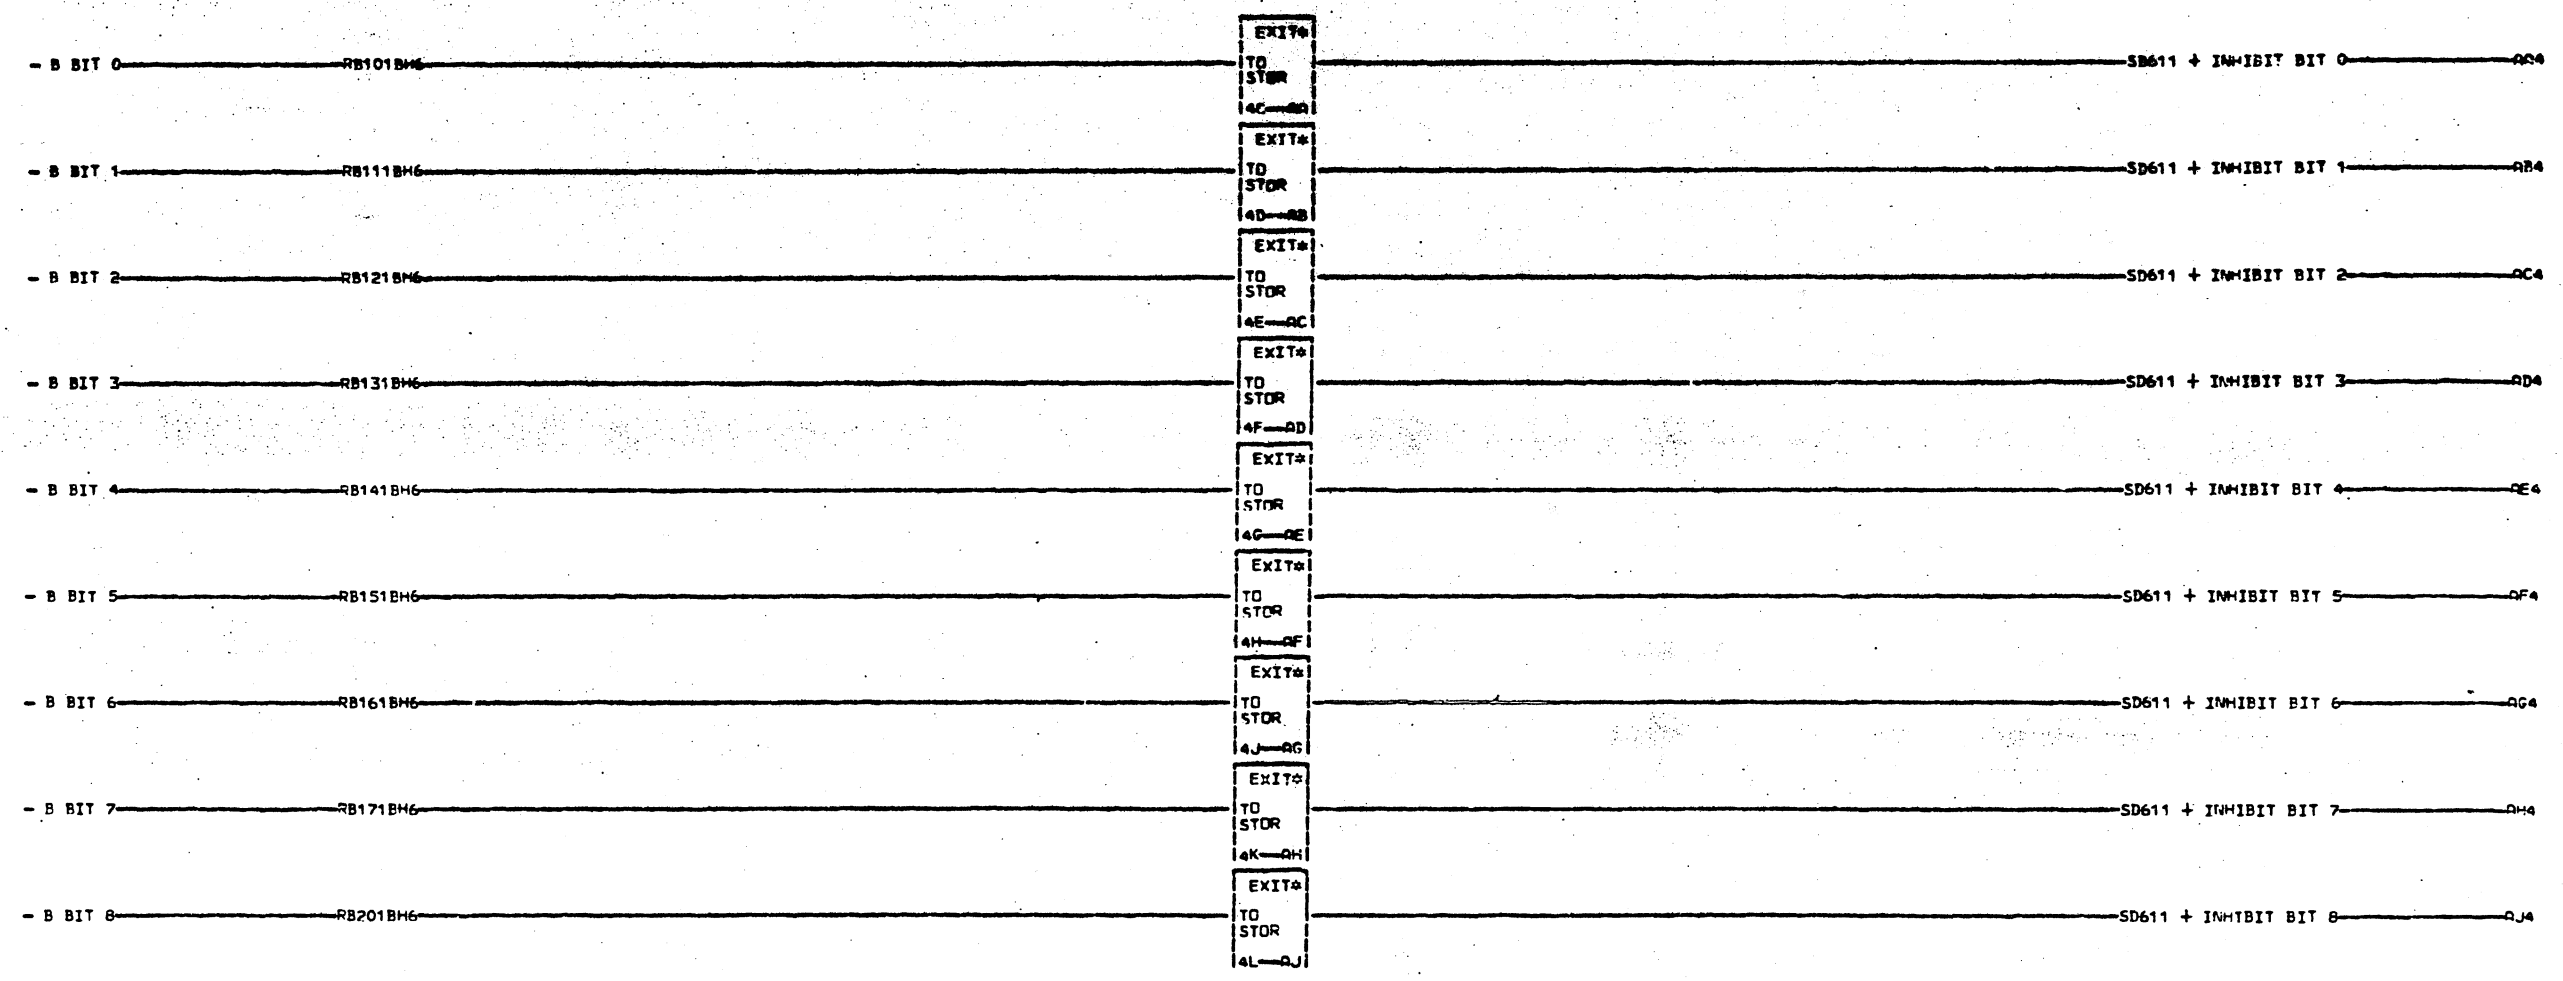 EXIT*
- B BIT 0 RB101BH6 TO SB611 + INHIBIT BIT 0 AA4
STOR
4C AA
EXIT*
- B BIT 1 RB111BH6 TO SD611 + INHIBIT BIT 1 AB4
STOR
4D AB
EXIT*
- B BIT 2 RB121BH6 TO SD611 + INHIBIT BIT 2 AC4
STOR
4E AC
EXIT*
- B BIT 3 RB131BH6 TO SD611 + INHIBIT BIT 3 AD4
STOR
4F AD
EXIT*
- B BIT 4 RB141BH6 TO SD611 + INHIBIT BIT 4 AE4
STOR
4G AE
EXIT*
- B BIT 5 RB151BH6 TO SD611 + INHIBIT BIT 5 AF4
STOR
4H AF
EXIT*
- B BIT 6 RB161BH6 TO SD611 + INHIBIT BIT 6 AG4
STOR
4J AG
EXIT*
- B BIT 7 RB171BH6 TO SD611 + INHIBIT BIT 7 AH4
STOR
4K AH
EXIT*
- B BIT 8 RB201BH6 TO SD611 + INHIBIT BIT 8 AJ4
STOR
4L AJ